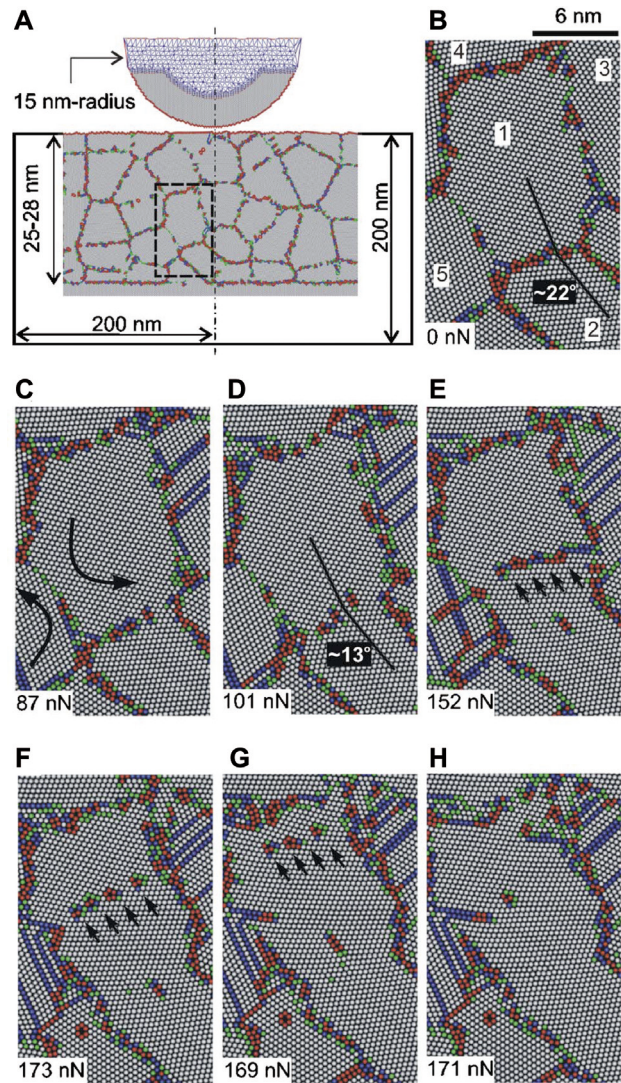 A
15 nm-radius
25-28 nm
200 nm
200 nm
B
6 nm
4
3
1
5
2
~22°
0 nN
C
87 nN
D
~13°
101 nN
E
152 nN
F
173 nN
G
169 nN
H
171 nN